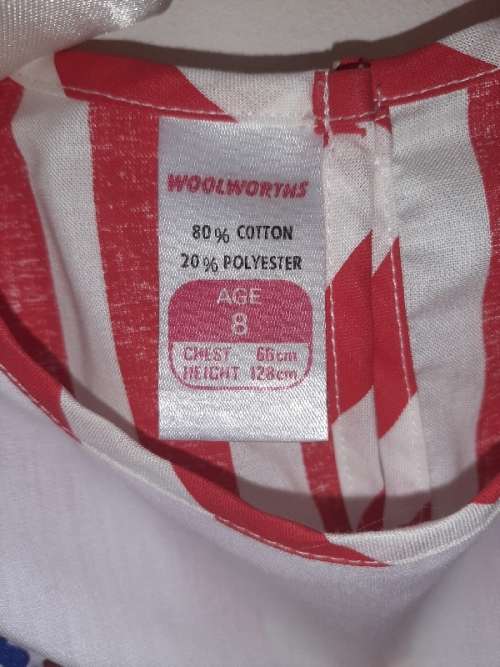 WOOLWORTHS
80% COTTON
20% POLYESTER
AGE
8
CHEST 66cm
HEIGHT 128cm